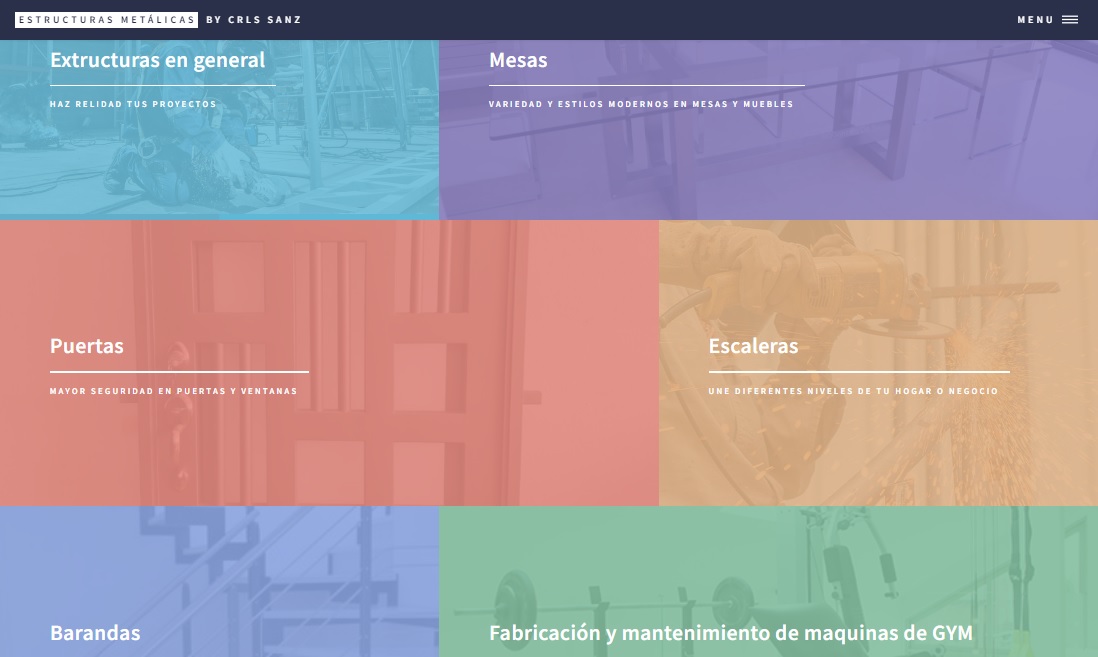 ESTRUCTURAS METÁLICAS BY CRLS SANZ
MENU
Extructuras en general
HAZ RELIDAD TUS PROYECTOS
Mesas
VARIEDAD Y ESTILOS MODERNOS EN MESAS Y MUEBLES
Puertas
MAYOR SEGURIDAD EN PUERTAS Y VENTANAS
Escaleras
UNE DIFERENTES NIVELES DE TU HOGAR O NEGOCIO
Barandas
Fabricación y mantenimiento de maquinas de GYM